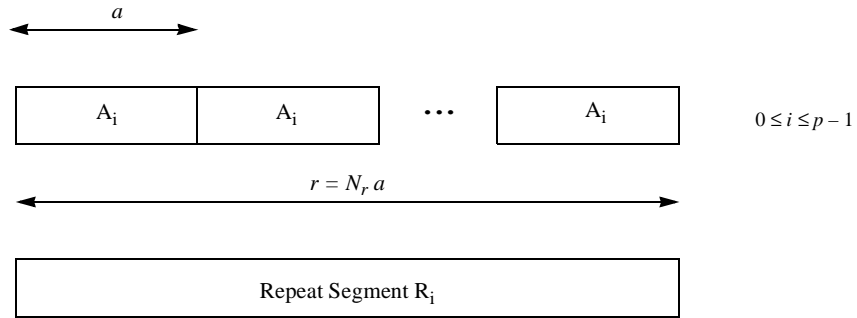 a
A_i A_i ... A_i 0 ≤ i ≤ p – 1
r = N_r a
Repeat Segment R_i